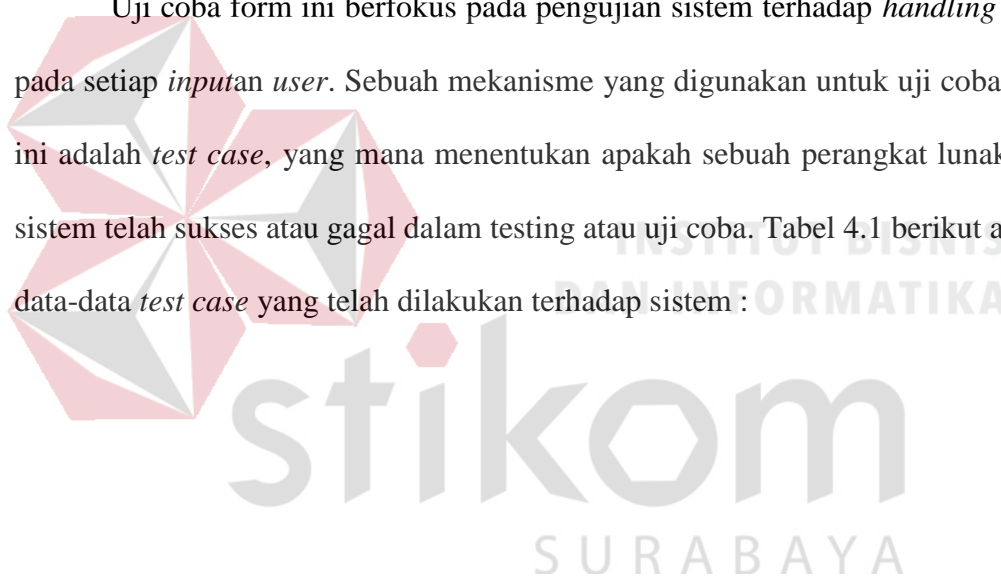 Uji coba form ini berfokus pada pengujian sistem terhadap handling
pada setiap inputan user. Sebuah mekanisme yang digunakan untuk uji coba
ini adalah test case, yang mana menentukan apakah sebuah perangkat lunak
sistem telah sukses atau gagal dalam testing atau uji coba. Tabel 4.1 berikut a
INSTITUT BISNIS
data-data test case yang telah dilakukan terhadap sistem :
DAN INFORMATIKA
stikom
SURABAYA